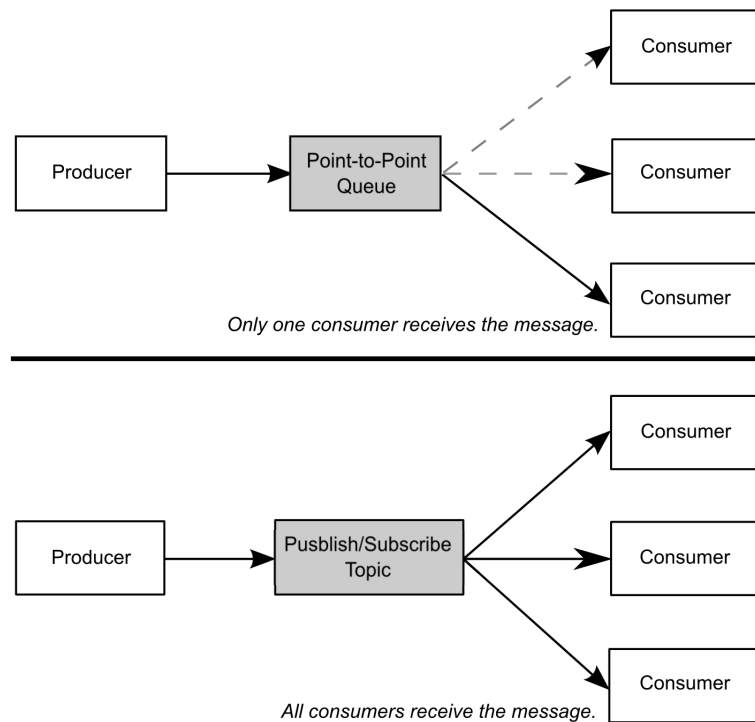 Consumer
Producer
Point-to-Point
Queue
Consumer
Consumer
Only one consumer receives the message.
Consumer
Producer
Pusblish/Subscribe
Topic
Consumer
Consumer
All consumers receive the message.